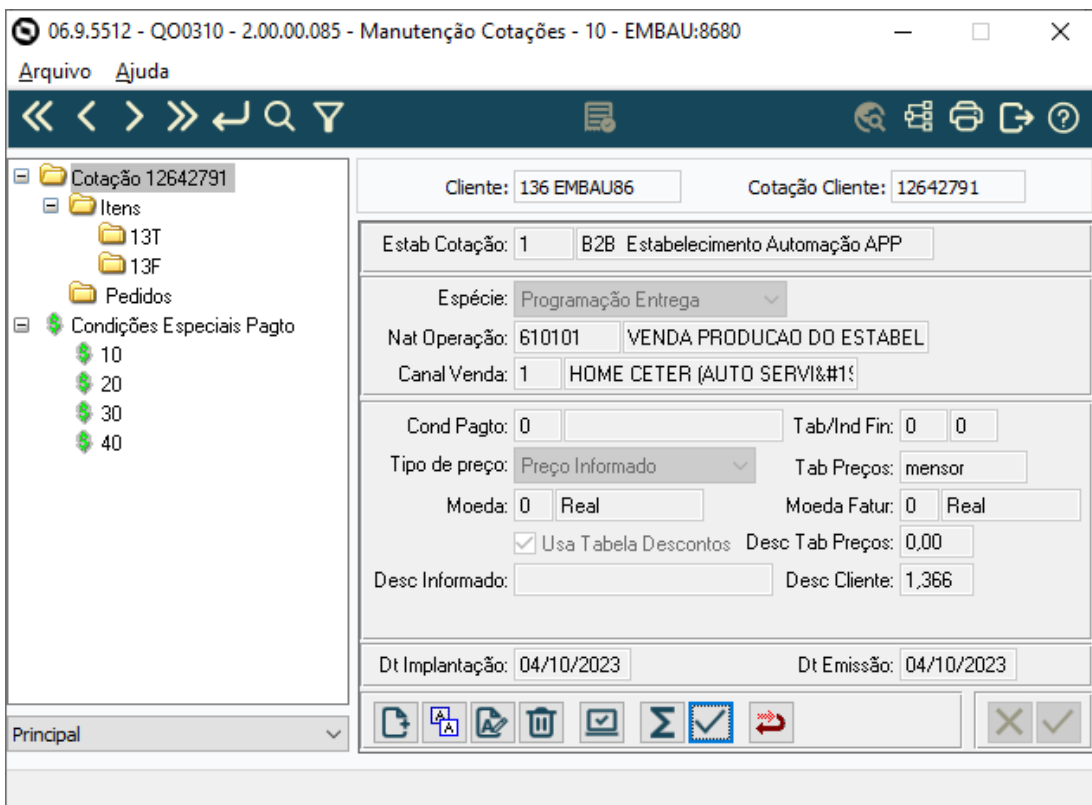 06.9.5512 - QO0310 - 2.00.00.085 - Manutenção Cotações - 10 - EMBAU:8680
Arquivo Ajuda
Cotação 12642791
Itens
13T
13F
Pedidos
Condições Especiais Pagto
10
20
30
40
Principal
Cliente: 136 EMBAU86 Cotação Cliente: 12642791
Estab Cotação: 1 B2B Estabelecimento Automação APP
Espécie: Programação Entrega
Nat Operação: 610101 VENDA PRODUCAO DO ESTABEL
Canal Venda: 1 HOME CETER (AUTO SERVI&#19
Cond Pagto: 0 Tab/Ind Fin: 0 0
Tipo de preço: Preço Informado Tab Preços: mensor
Moeda: 0 Real Moeda Fatur: 0 Real
Usa Tabela Descontos Desc Tab Preços: 0,00
Desc Informado: Desc Cliente: 1,366
Dt Implantação: 04/10/2023 Dt Emissão: 04/10/2023